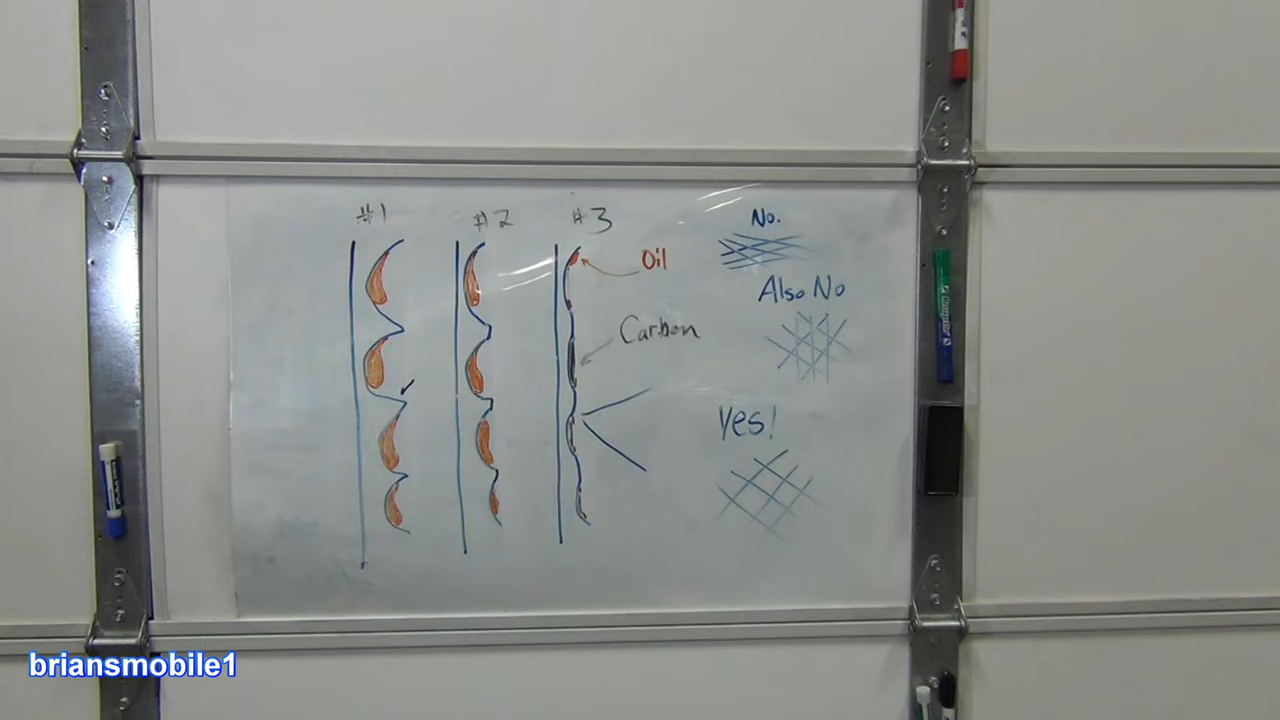 #1
#2
#3
Oil
Carbon
No.
Also No
Yes!
briansmobile1